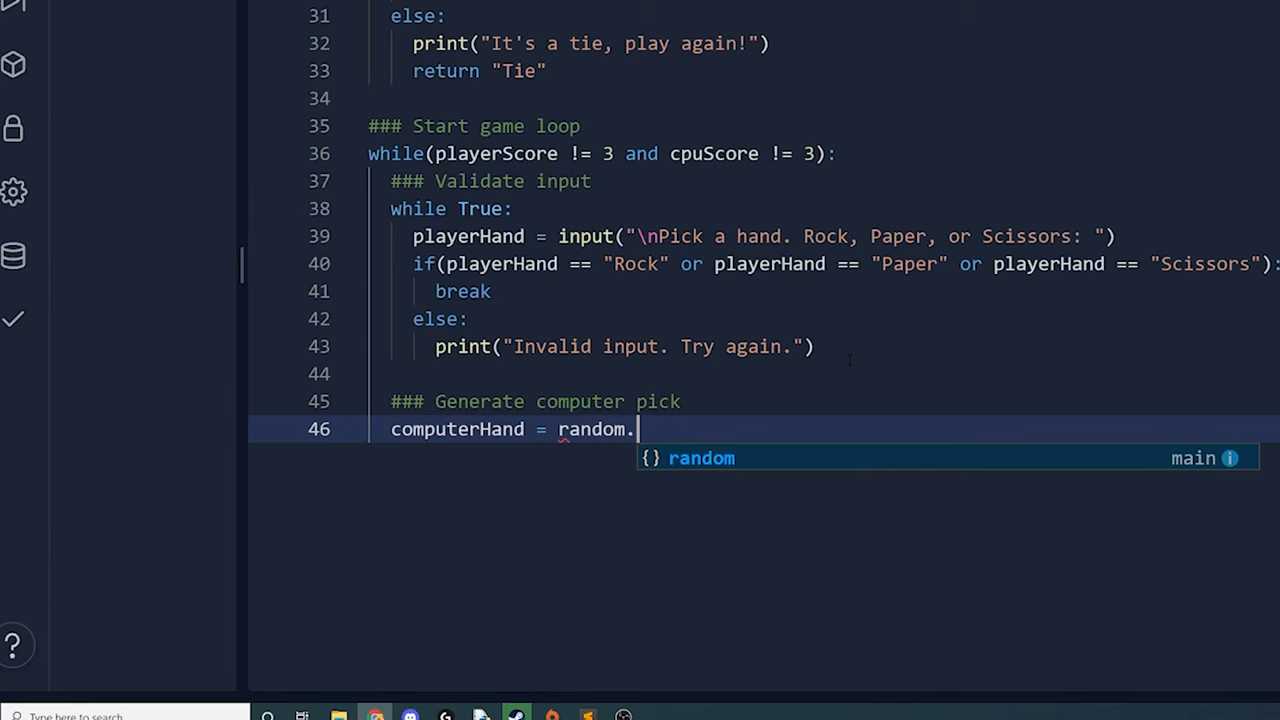 31 else:
32 print("It's a tie, play again!")
33 return "Tie"
34
35 ### Start game loop
36 while(playerScore != 3 and cpuScore != 3):
37 ### Validate input
38 while True:
39 playerHand = input("\nPick a hand. Rock, Paper, or Scissors: ")
40 if(playerHand == "Rock" or playerHand == "Paper" or playerHand == "Scissors"):
41 break
42 else:
43 print("Invalid input. Try again.")
44
45 ### Generate computer pick
46 computerHand = random.
{} random main
?
Type here to search